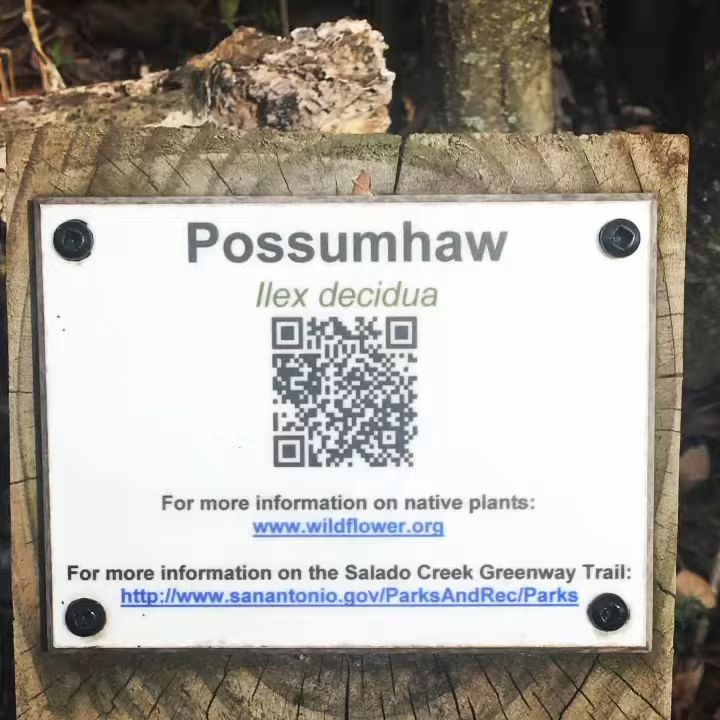 Possumhaw
Ilex decidua
For more information on native plants:
www.wildflower.org
For more information on the Salado Creek Greenway Trail:
http://www.sanantonio.gov/ParksAndRec/Parks